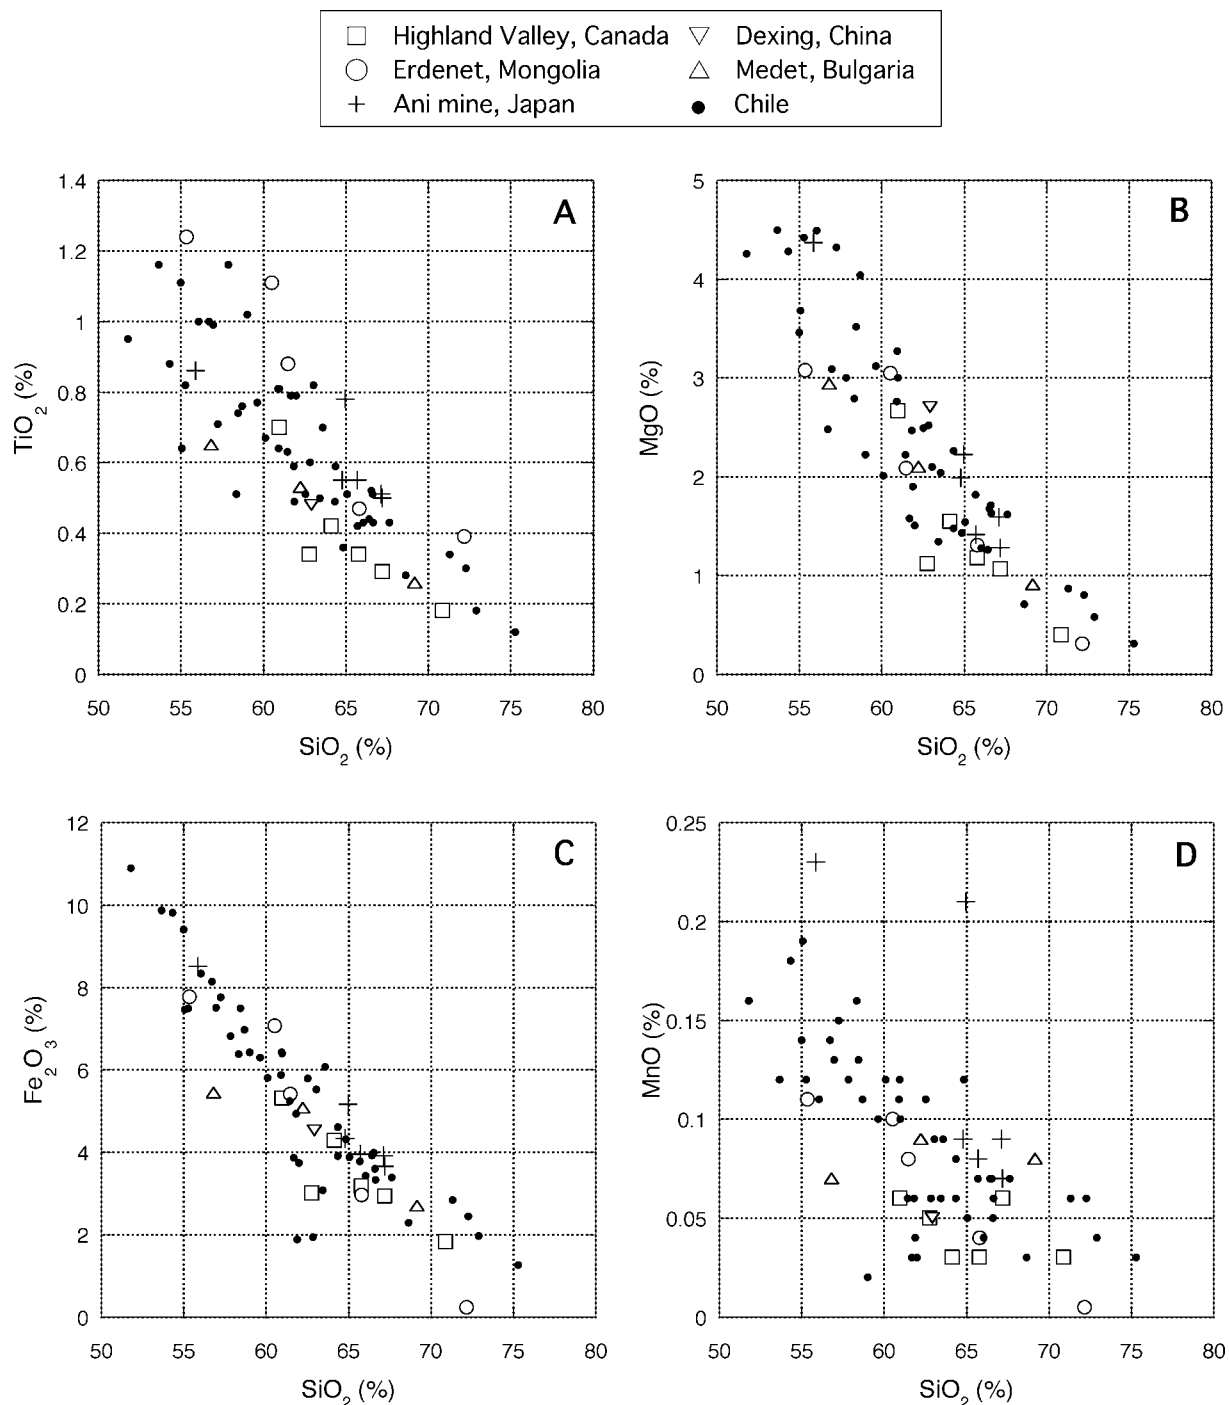 Highland Valley, Canada
Dexing, China
Erdenet, Mongolia
Medet, Bulgaria
Ani mine, Japan
Chile
A
TiO2 (%)
1.4
1.2
1
0.8
0.6
0.4
0.2
0
50 55 60 65 70 75 80
SiO2 (%)
B
MgO (%)
5
4
3
2
1
0
50 55 60 65 70 75 80
SiO2 (%)
C
Fe2O3 (%)
12
10
8
6
4
2
0
50 55 60 65 70 75 80
SiO2 (%)
D
MnO (%)
0.25
0.2
0.15
0.1
0.05
0
50 55 60 65 70 75 80
SiO2 (%)